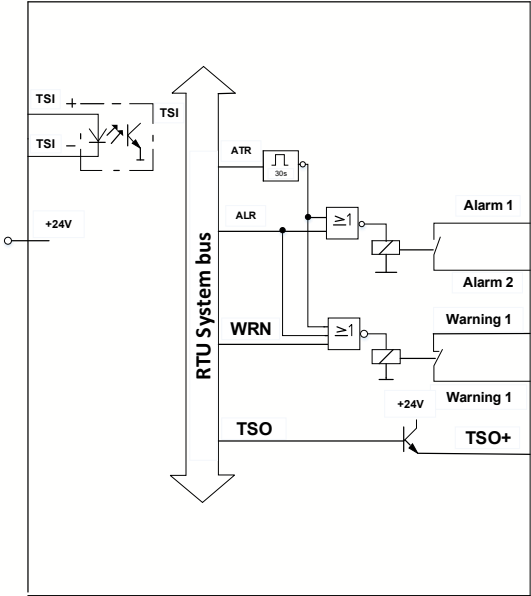 TSI +
TSI
TSI −
+24V
RTU System bus
ATR
30s
ALR
≥1
Alarm 1
Alarm 2
WRN
≥1
Warning 1
Warning 1
+24V
TSO
TSO+